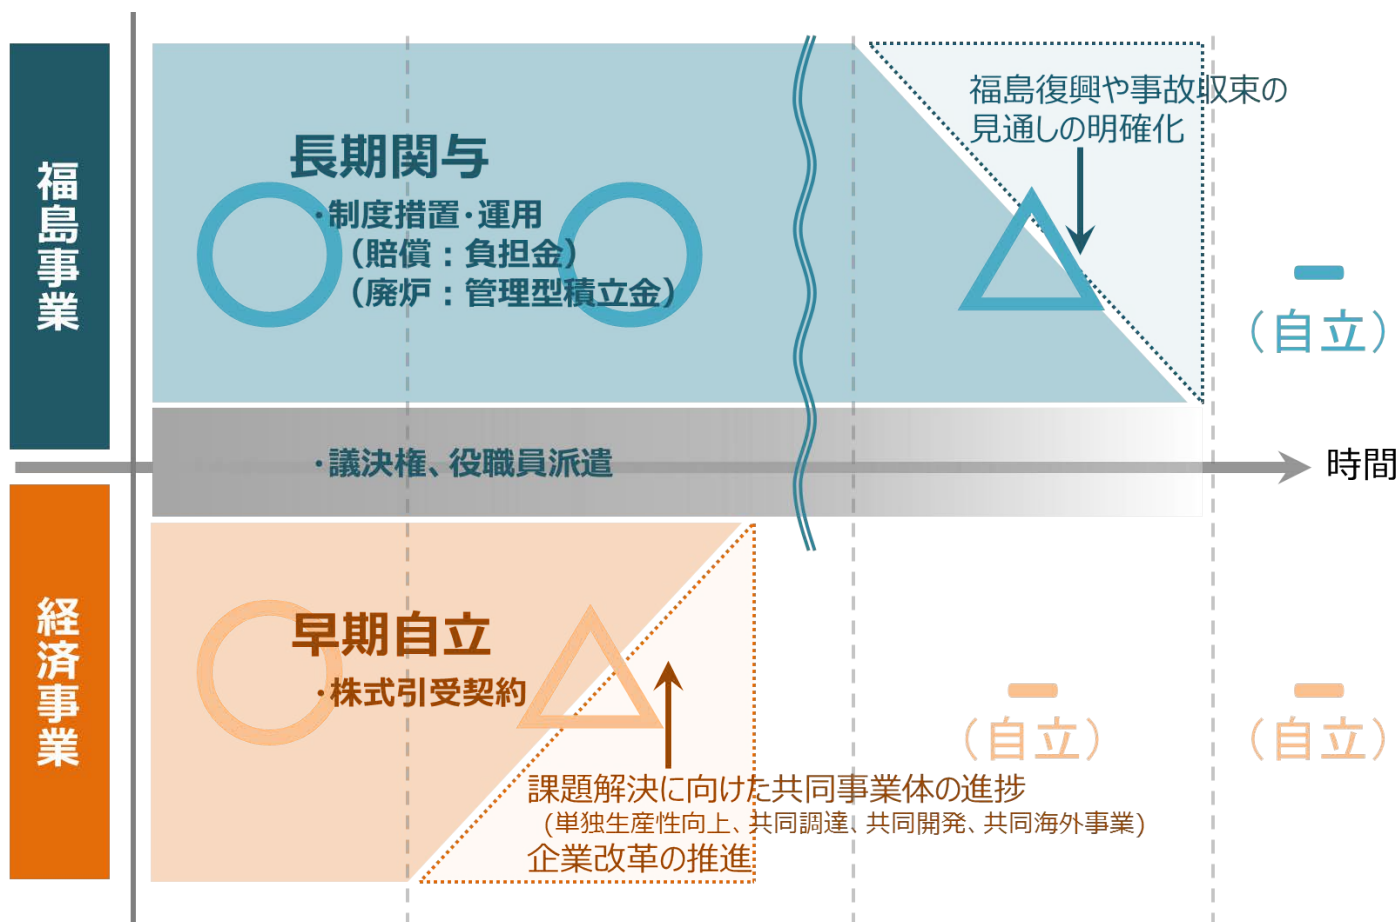 福島事業
長期関与
・制度措置・運用
（賠償：負担金）
（廃炉：管理型積立金）
福島復興や事故収束の
見通しの明確化
（自立）
・議決権、役職員派遣
時間
経済事業
早期自立
・株式引受契約
課題解決に向けた共同事業体の進捗
(単独生産性向上、共同調達、共同開発、共同海外事業)
企業改革の推進
（自立）
（自立）